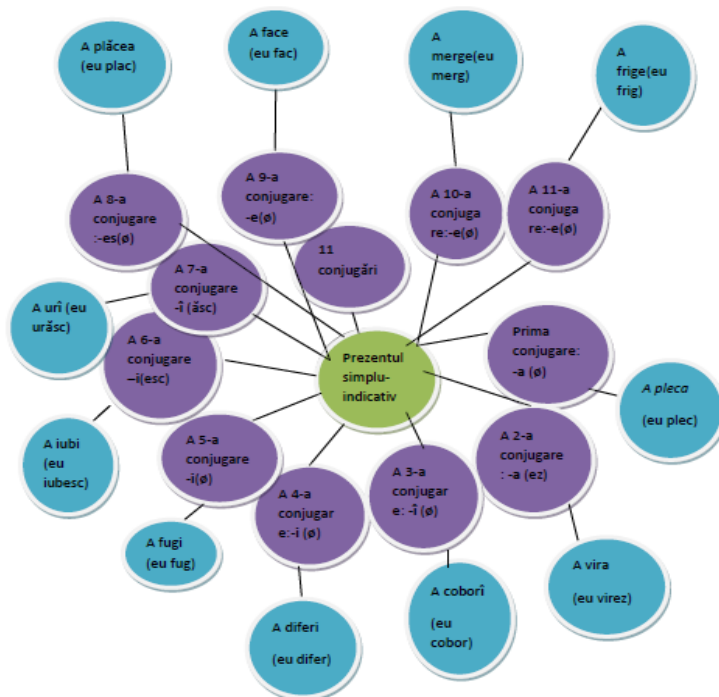 A plăcea
(eu plac)
A face
(eu fac)
A
merge(eu
merg)
A
frige(eu
frig)
A 8-a
conjugare
:-es(ø)
A 9-a
conjugare:
-e(ø)
A 10-a
conjuga
re:-e(ø)
A 11-a
conjuga
re:-e(ø)
11
conjugări
A 7-a
conjugare
-î (ăsc)
A urî (eu
urăsc)
A 6-a
conjugare
–i(esc)
Prezentul
simplu-
indicativ
Prima
conjugare:
-a (ø)
A pleca
(eu plec)
A iubi
(eu
iubesc)
A 5-a
conjugare
-i(ø)
A 4-a
conjugar
e:-i (ø)
A 3-a
conjugar
e: -î (ø)
A 2-a
conjugare
: -a (ez)
A fugi
(eu fug)
A diferi
(eu difer)
A coborî
(eu
cobor)
A vira
(eu virez)